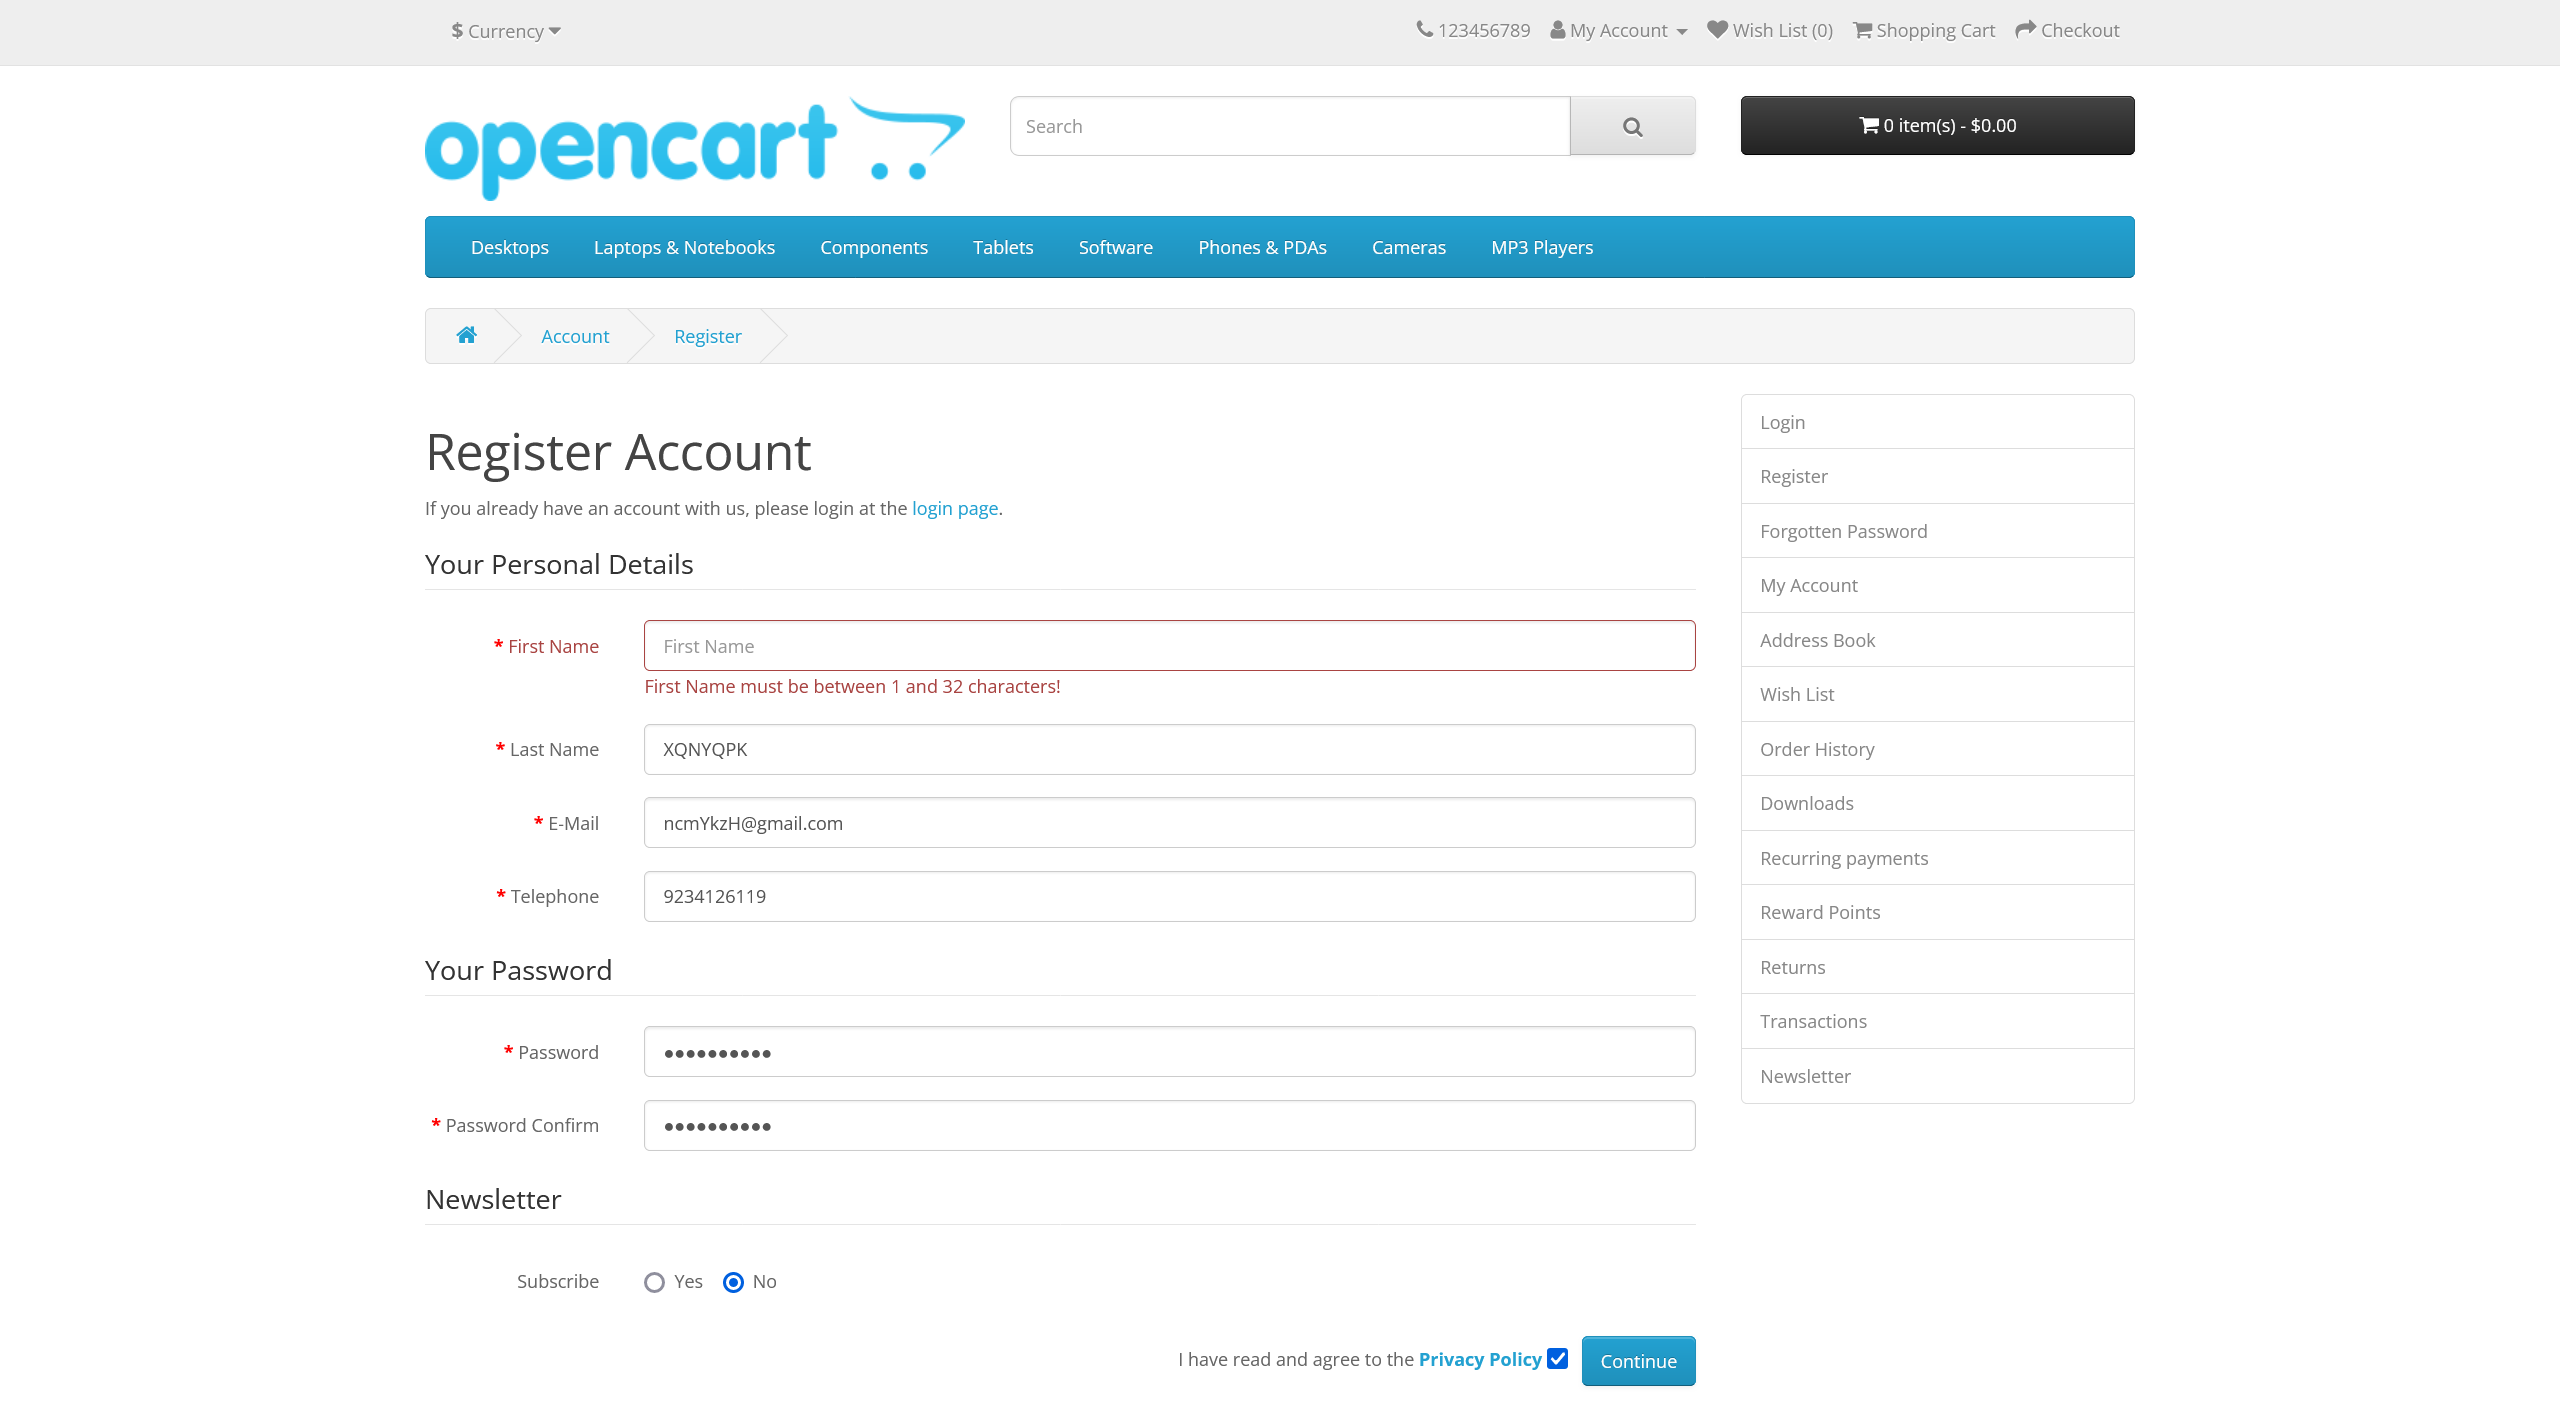 $ Currency
123456789 My Account Wish List (0) Shopping Cart Checkout
opencart
Search
0 item(s) - $0.00
Desktops Laptops & Notebooks Components Tablets Software Phones & PDAs Cameras MP3 Players
Account Register
Register Account
If you already have an account with us, please login at the login page.
Your Personal Details
* First Name First Name
First Name must be between 1 and 32 characters!
* Last Name XQNYQPK
* E-Mail ncmYkzH@gmail.com
* Telephone 9234126119
Your Password
* Password ••••••••••
* Password Confirm ••••••••••
Newsletter
Subscribe Yes No
I have read and agree to the Privacy Policy Continue
Login
Register
Forgotten Password
My Account
Address Book
Wish List
Order History
Downloads
Recurring payments
Reward Points
Returns
Transactions
Newsletter